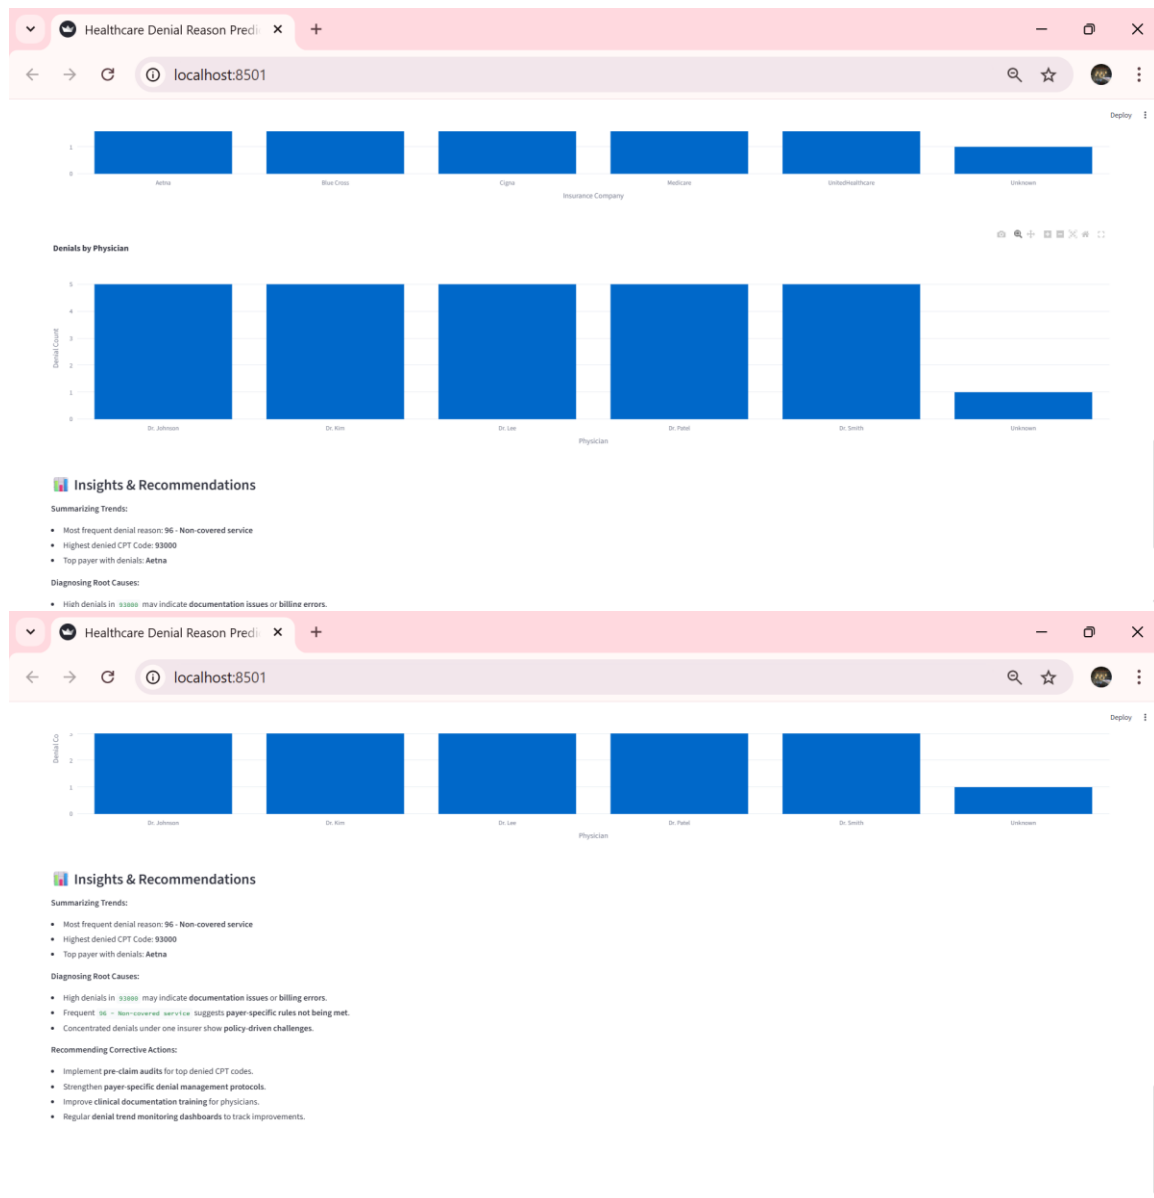 Healthcare Denial Reason Predi
localhost:8501
Deploy
1
0
Aetna Blue Cross Cigna Medicare UnitedHealthcare Unknown
Insurance Company
Denials by Physician
5
4
3
2
1
0
Denial Count
Dr. Johnson Dr. Kim Dr. Lee Dr. Patel Dr. Smith Unknown
Physician
📊 Insights & Recommendations
Summarizing Trends:
• Most frequent denial reason: 96 - Non-covered service
• Highest denied CPT Code: 93000
• Top payer with denials: Aetna
Diagnosing Root Causes:
• High denials in 93000 may indicate documentation issues or billing errors.
Healthcare Denial Reason Predi
localhost:8501
Deploy
Denial Co
2
1
0
Dr. Johnson Dr. Kim Dr. Lee Dr. Patel Dr. Smith Unknown
Physician
📊 Insights & Recommendations
Summarizing Trends:
• Most frequent denial reason: 96 - Non-covered service
• Highest denied CPT Code: 93000
• Top payer with denials: Aetna
Diagnosing Root Causes:
• High denials in 93000 may indicate documentation issues or billing errors.
• Frequent 96 - Non-covered service suggests payer-specific rules not being met.
• Concentrated denials under one insurer show policy-driven challenges.
Recommending Corrective Actions:
• Implement pre-claim audits for top denied CPT codes.
• Strengthen payer-specific denial management protocols.
• Improve clinical documentation training for physicians.
• Regular denial trend monitoring dashboards to track improvements.